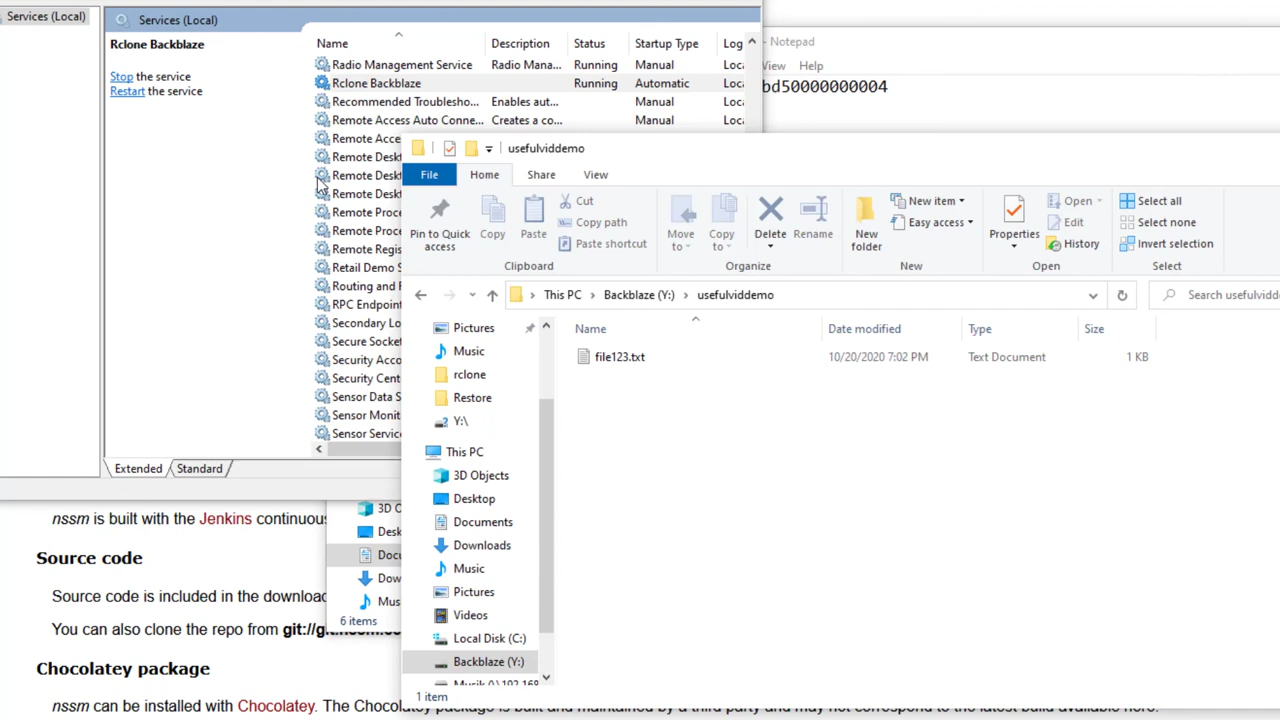 Services (Local)
Services (Local)
Rclone Backblaze
Stop the service
Restart the service
Name Description Status Startup Type Log
Radio Management Service Radio Mana... Running Manual Loca
Rclone Backblaze Running Automatic Loca
Recommended Troublesho... Enables aut... Manual Loca
Remote Access Auto Conne... Creates a co... Manual Loca
Remote Acce
Remote Deskt
Remote Deskt
Remote Deskt
Remote Proce
Remote Proce
Remote Regis
Retail Demo S
Routing and R
RPC Endpoint
Secondary Lo
Secure Socket
Security Acco
Security Cent
Sensor Data S
Sensor Monit
Sensor Service
Extended Standard
- Notepad
View Help
bd50000000004
usefulviddemo
File Home Share View
Pin to Quick access
Copy
Paste
Cut
Copy path
Paste shortcut
Clipboard
Move to
Copy to
Delete
Rename
Organize
New folder
New item
Easy access
New
Properties
Open
Edit
History
Open
Select all
Select none
Invert selection
Select
This PC > Backblaze (Y:) > usefulviddemo
Search usefulvidde
Name Date modified Type Size
file123.txt 10/20/2020 7:02 PM Text Document 1 KB
Pictures
Music
rclone
Restore
Y:\
This PC
3D Objects
Desktop
Documents
Downloads
Music
Pictures
Videos
Local Disk (C:)
Backblaze (Y:)
1 item
3D O
Desk
Docu
Dow
Mus
6 items
nssm is built with the Jenkins continuous
Source code
Source code is included in the download
You can also clone the repo from
Chocolatey package
nssm can be installed with Chocolatey. The Chocolatey package is built and maintained by a third party and may not correspond to the latest build available here.